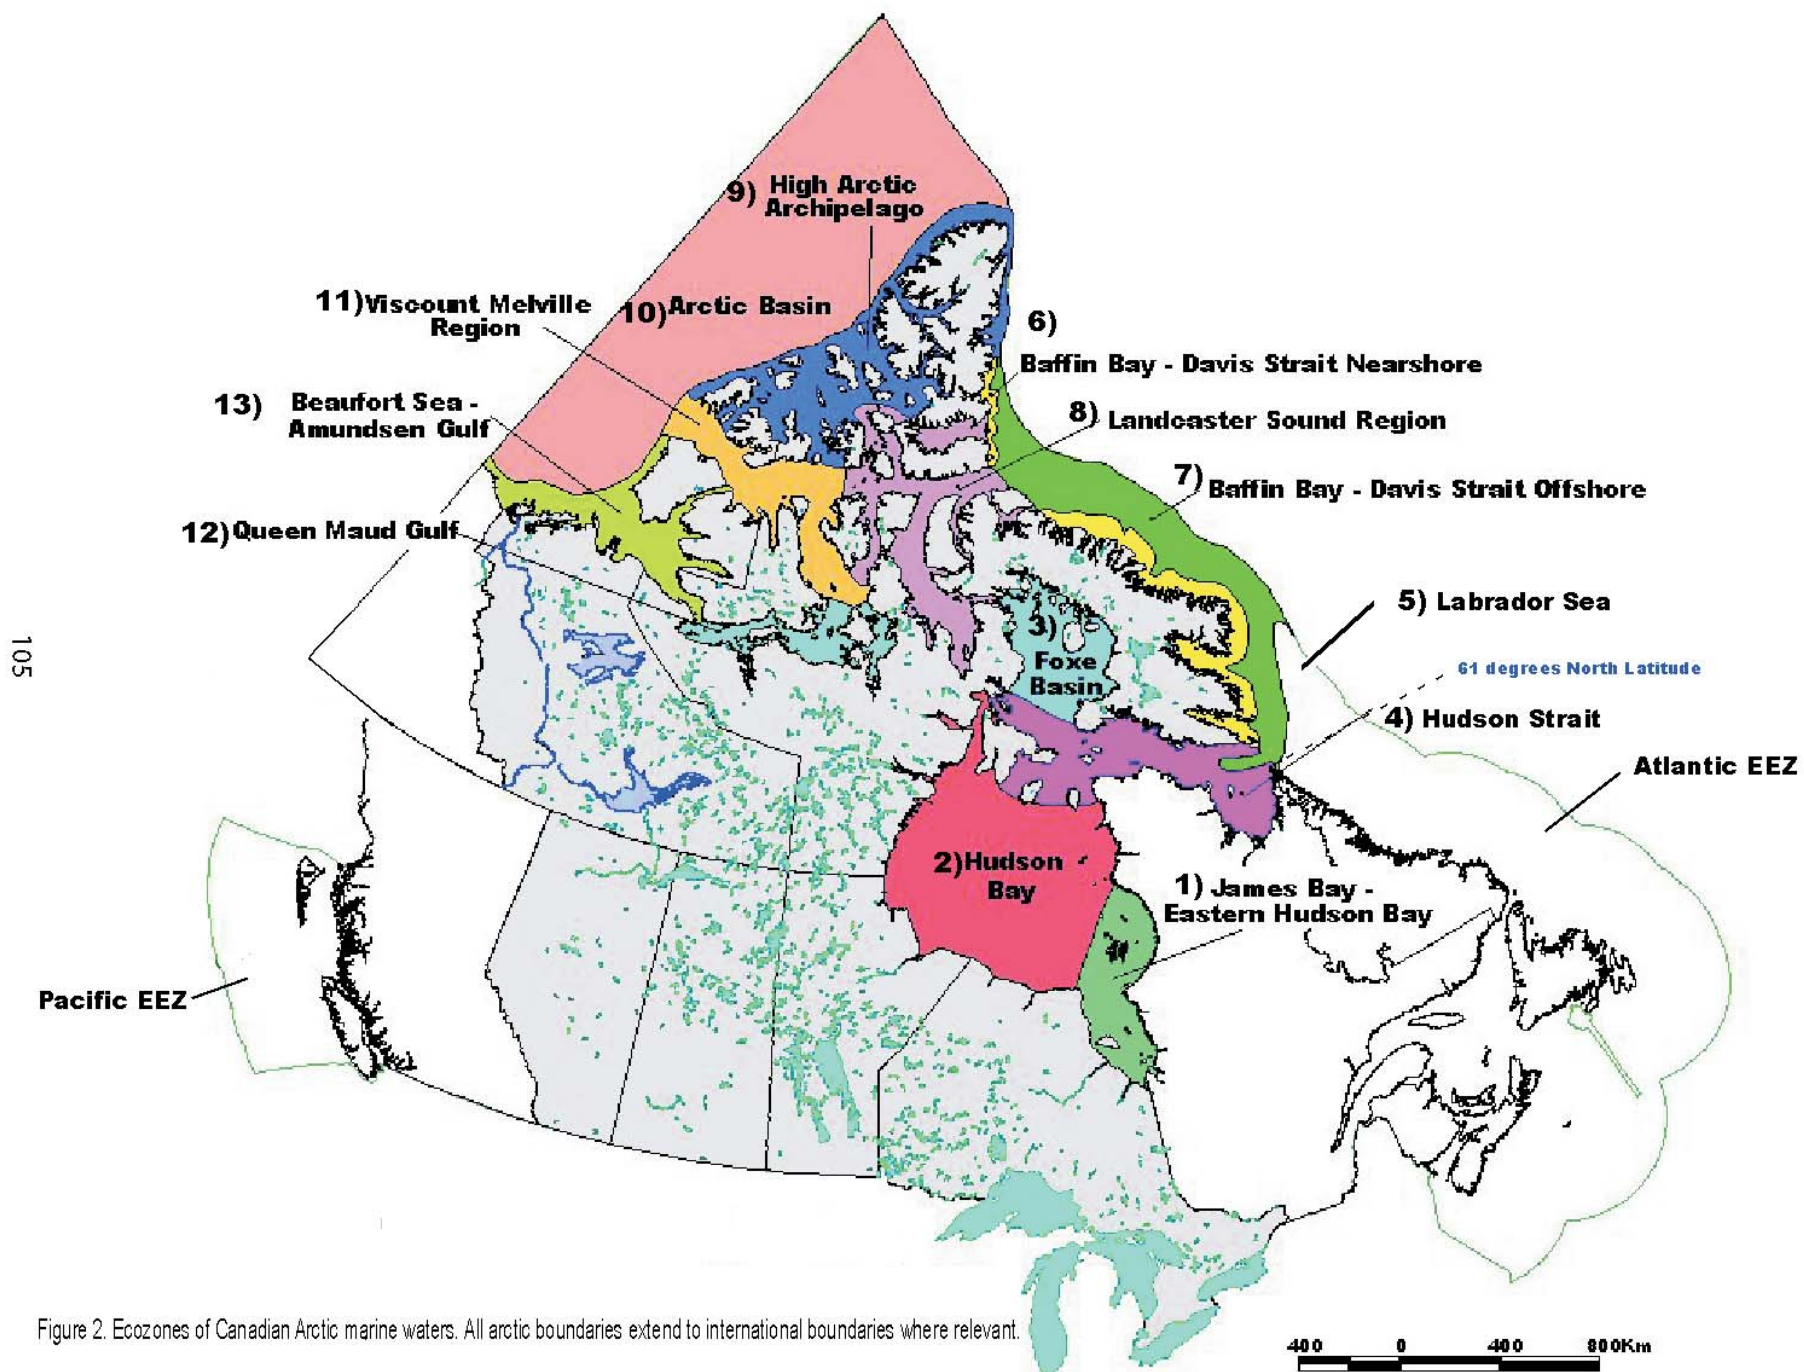 9) High Arctic
Archipelago
11) Viscount Melville
Region
10) Arctic Basin
6)
Baffin Bay - Davis Strait Nearshore
13) Beaufort Sea -
Amundsen Gulf
8) Landcaster Sound Region
7) Baffin Bay - Davis Strait Offshore
12) Queen Maud Gulf
5) Labrador Sea
3)
Foxe
Basin
61 degrees North Latitude
4) Hudson Strait
Atlantic EEZ
105
2) Hudson
Bay
1) James Bay -
Eastern Hudson Bay
Pacific EEZ
Figure 2. Ecozones of Canadian Arctic marine waters. All arctic boundaries extend to international boundaries where relevant.
400 0 400 800Km